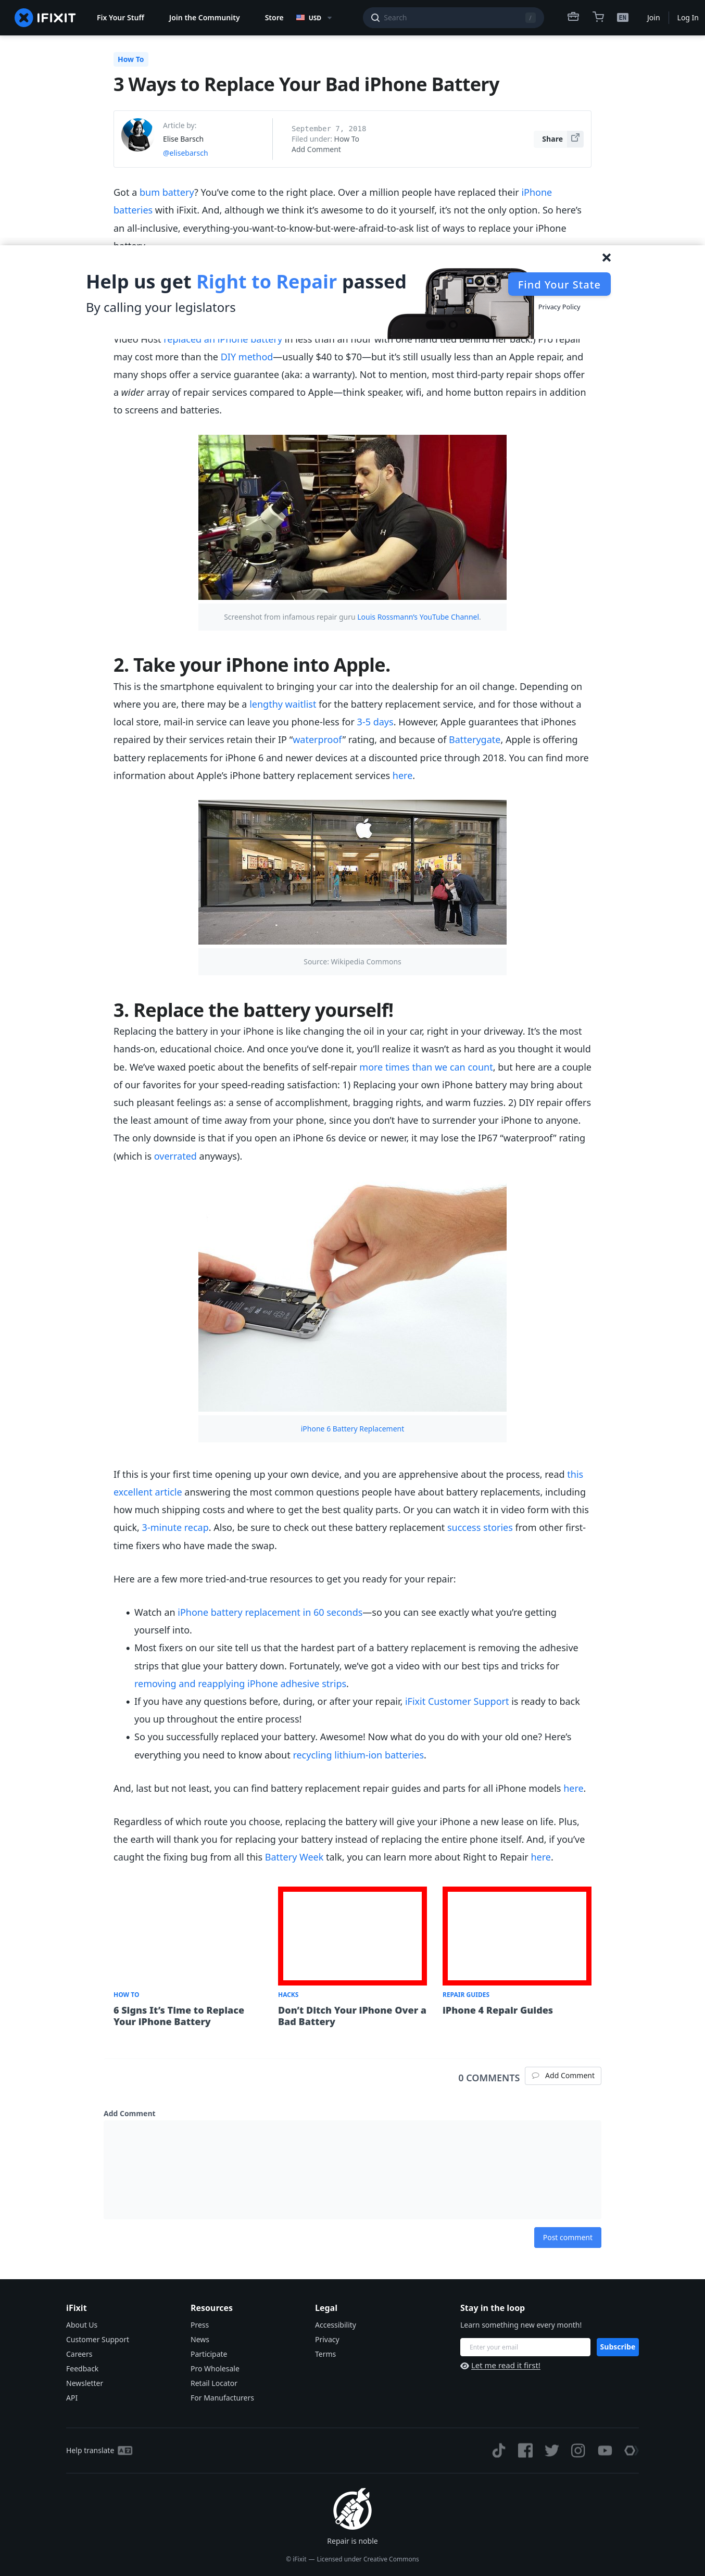 IFIXIT
Fix Your Stuff
Join the Community
Store
USD
Search
/
EN
Join
Log In
How To
3 Ways to Replace Your Bad iPhone Battery
Article by:
Elise Barsch
@elisebarsch
September 7, 2018
Filed under: How To
Add Comment
Share
Got a bum battery? You’ve come to the right place. Over a million people have replaced their iPhone
batteries with iFixit. And, although we think it’s awesome to do it yourself, it’s not the only option. So here’s
an all-inclusive, everything-you-want-to-know-but-were-afraid-to-ask list of ways to replace your iPhone
battery.
Help us get Right to Repair passed
By calling your legislators
Find Your State
Privacy Policy
Video Host replaced an iPhone battery in less than an hour with one hand tied behind her back.) Pro repair
may cost more than the DIY method—usually $40 to $70—but it’s still usually less than an Apple repair, and
many shops offer a service guarantee (aka: a warranty). Not to mention, most third-party repair shops offer
a wider array of repair services compared to Apple—think speaker, wifi, and home button repairs in addition
to screens and batteries.
Screenshot from infamous repair guru Louis Rossmann’s YouTube Channel.
2. Take your iPhone into Apple.
This is the smartphone equivalent to bringing your car into the dealership for an oil change. Depending on
where you are, there may be a lengthy waitlist for the battery replacement service, and for those without a
local store, mail-in service can leave you phone-less for 3-5 days. However, Apple guarantees that iPhones
repaired by their services retain their IP “waterproof” rating, and because of Batterygate, Apple is offering
battery replacements for iPhone 6 and newer devices at a discounted price through 2018. You can find more
information about Apple’s iPhone battery replacement services here.
Source: Wikipedia Commons
3. Replace the battery yourself!
Replacing the battery in your iPhone is like changing the oil in your car, right in your driveway. It’s the most
hands-on, educational choice. And once you’ve done it, you’ll realize it wasn’t as hard as you thought it would
be. We’ve waxed poetic about the benefits of self-repair more times than we can count, but here are a couple
of our favorites for your speed-reading satisfaction: 1) Replacing your own iPhone battery may bring about
such pleasant feelings as: a sense of accomplishment, bragging rights, and warm fuzzies. 2) DIY repair offers
the least amount of time away from your phone, since you don’t have to surrender your iPhone to anyone.
The only downside is that if you open an iPhone 6s device or newer, it may lose the IP67 “waterproof” rating
(which is overrated anyways).
iPhone 6 Battery Replacement
If this is your first time opening up your own device, and you are apprehensive about the process, read this
excellent article answering the most common questions people have about battery replacements, including
how much shipping costs and where to get the best quality parts. Or you can watch it in video form with this
quick, 3-minute recap. Also, be sure to check out these battery replacement success stories from other first-
time fixers who have made the swap.
Here are a few more tried-and-true resources to get you ready for your repair:
• Watch an iPhone battery replacement in 60 seconds—so you can see exactly what you’re getting
yourself into.
• Most fixers on our site tell us that the hardest part of a battery replacement is removing the adhesive
strips that glue your battery down. Fortunately, we’ve got a video with our best tips and tricks for
removing and reapplying iPhone adhesive strips.
• If you have any questions before, during, or after your repair, iFixit Customer Support is ready to back
you up throughout the entire process!
• So you successfully replaced your battery. Awesome! Now what do you do with your old one? Here’s
everything you need to know about recycling lithium-ion batteries.
And, last but not least, you can find battery replacement repair guides and parts for all iPhone models here.
Regardless of which route you choose, replacing the battery will give your iPhone a new lease on life. Plus,
the earth will thank you for replacing your battery instead of replacing the entire phone itself. And, if you’ve
caught the fixing bug from all this Battery Week talk, you can learn more about Right to Repair here.
HOW TO
6 Signs It’s Time to Replace
Your iPhone Battery
HACKS
Don’t Ditch Your iPhone Over a
Bad Battery
REPAIR GUIDES
iPhone 4 Repair Guides
0 COMMENTS
Add Comment
Add Comment
Post comment
iFixit
About Us
Customer Support
Careers
Feedback
Newsletter
API
Resources
Press
News
Participate
Pro Wholesale
Retail Locator
For Manufacturers
Legal
Accessibility
Privacy
Terms
Stay in the loop
Learn something new every month!
Enter your email
Subscribe
Let me read it first!
Help translate
Repair is noble
© iFixit — Licensed under Creative Commons